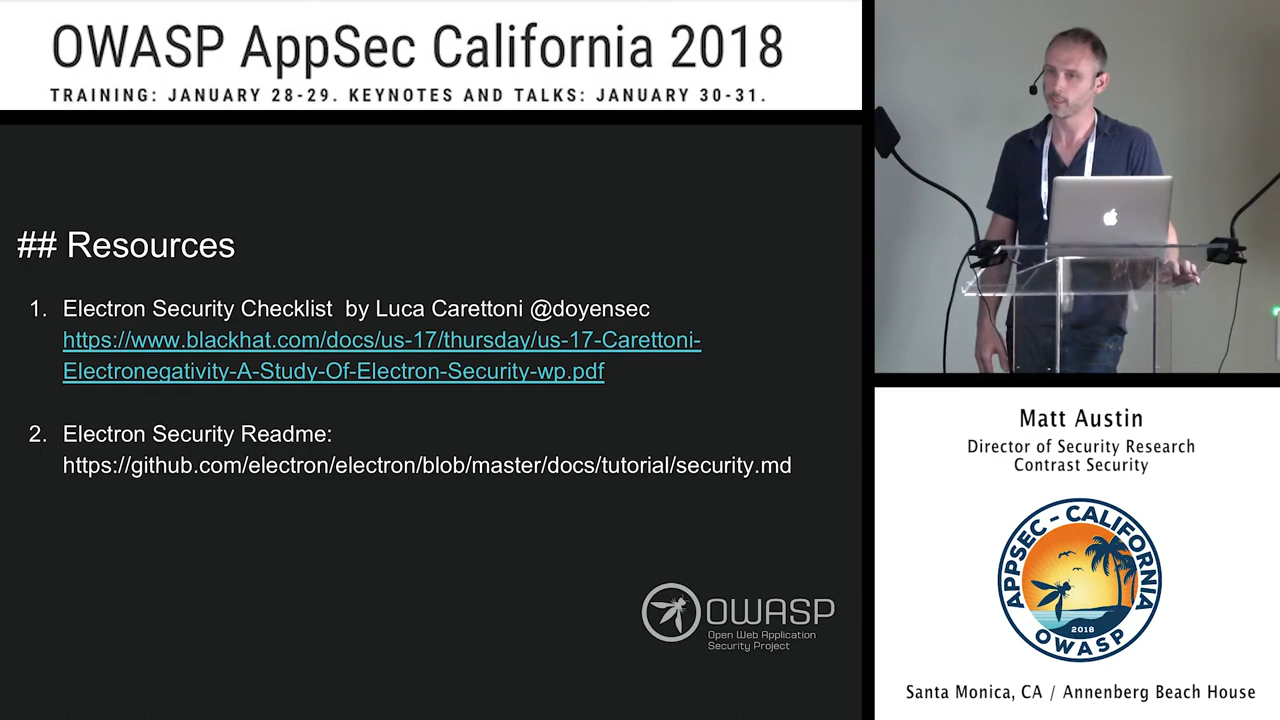 OWASP AppSec California 2018
TRAINING: JANUARY 28-29. KEYNOTES AND TALKS: JANUARY 30-31.
## Resources
1. Electron Security Checklist by Luca Carettoni @doyensec
https://www.blackhat.com/docs/us-17/thursday/us-17-Carettoni-
Electronegativity-A-Study-Of-Electron-Security-wp.pdf
2. Electron Security Readme:
https://github.com/electron/electron/blob/master/docs/tutorial/security.md
OWASP
Open Web Application
Security Project
Matt Austin
Director of Security Research
Contrast Security
APPSEC - CALIFORNIA
2018
OWASP
Santa Monica, CA / Annenberg Beach House